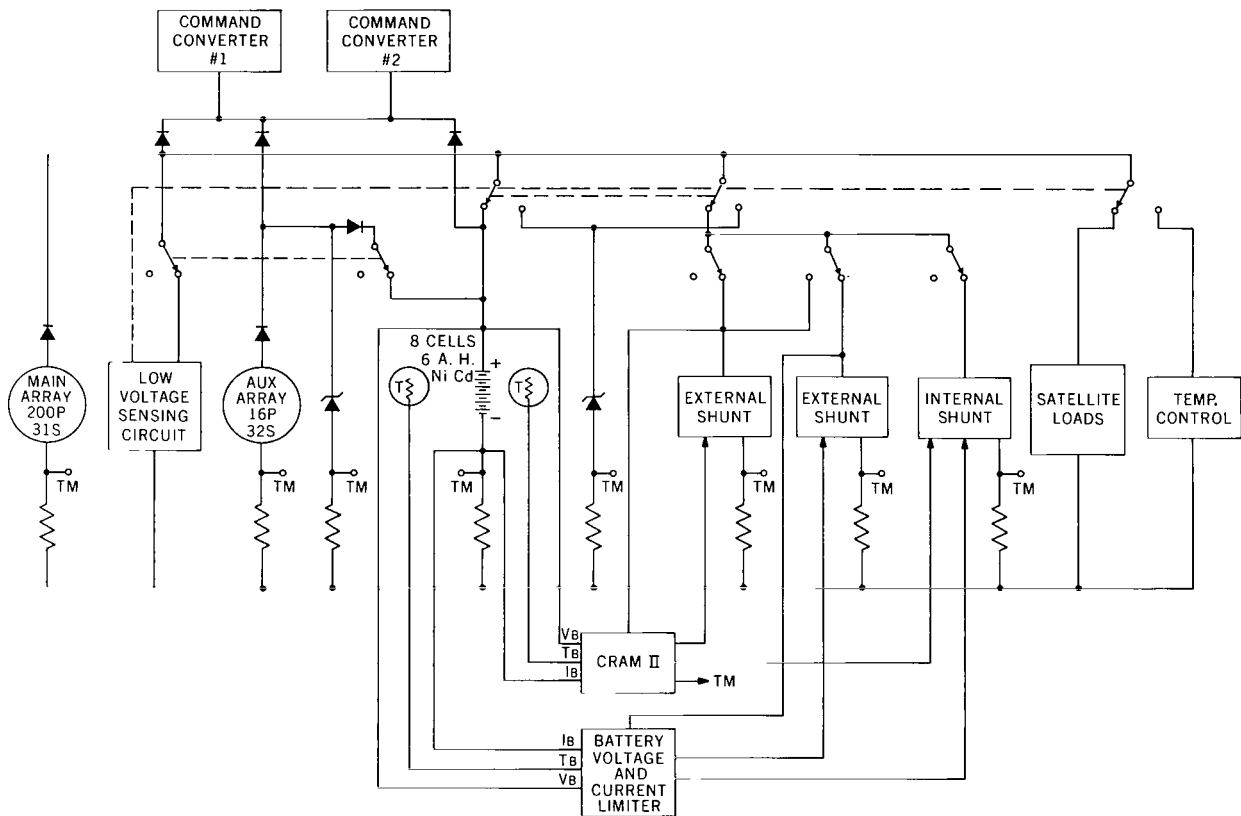 COMMAND
CONVERTER
#1
COMMAND
CONVERTER
#2
8 CELLS
6 A. H.
Ni Cd
+
−
T
T
MAIN
ARRAY
200P
31S
LOW
VOLTAGE
SENSING
CIRCUIT
AUX
ARRAY
16P
32S
EXTERNAL
SHUNT
EXTERNAL
SHUNT
INTERNAL
SHUNT
SATELLITE
LOADS
TEMP.
CONTROL
TM
TM
TM
TM
TM
TM
TM
TM
VB
TB
IB
CRAM II
TM
IB
TB
VB
BATTERY
VOLTAGE
AND
CURRENT
LIMITER